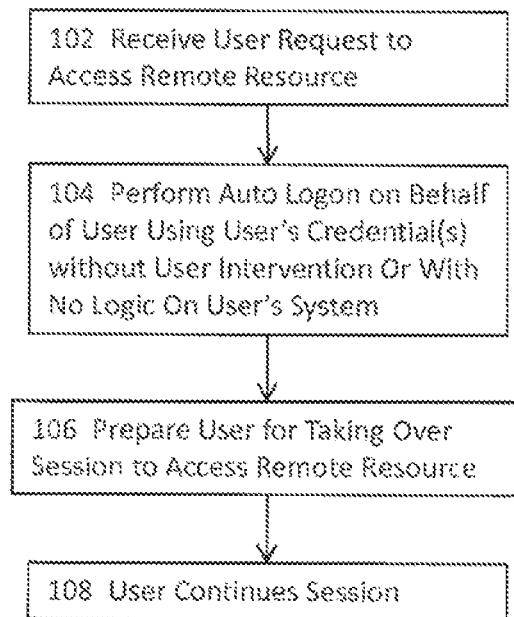 102 Receive User Request to
Access Remote Resource
104 Perform Auto Logon on Behalf
of User Using User's Credential(s)
without User Intervention Or With
No Logic On User's System
106 Prepare User for Taking Over
Session to Access Remote Resource
108 User Continues Session